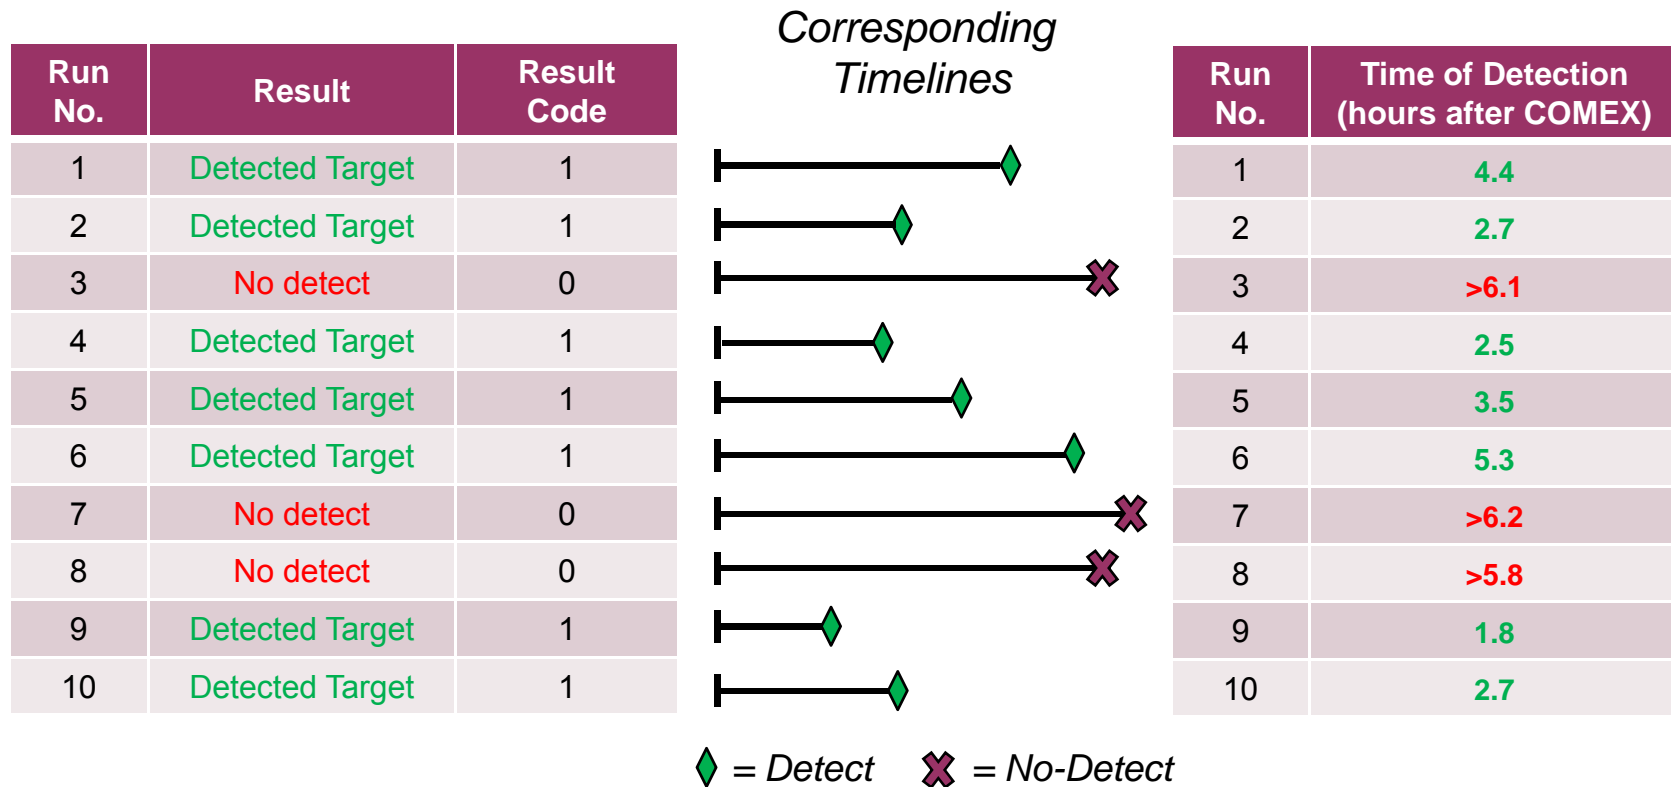 Corresponding
Timelines
Run No. Result Result Code
1 Detected Target 1
2 Detected Target 1
3 No detect 0
4 Detected Target 1
5 Detected Target 1
6 Detected Target 1
7 No detect 0
8 No detect 0
9 Detected Target 1
10 Detected Target 1
Run No. Time of Detection (hours after COMEX)
1 4.4
2 2.7
3 >6.1
4 2.5
5 3.5
6 5.3
7 >6.2
8 >5.8
9 1.8
10 2.7
= Detect = No-Detect